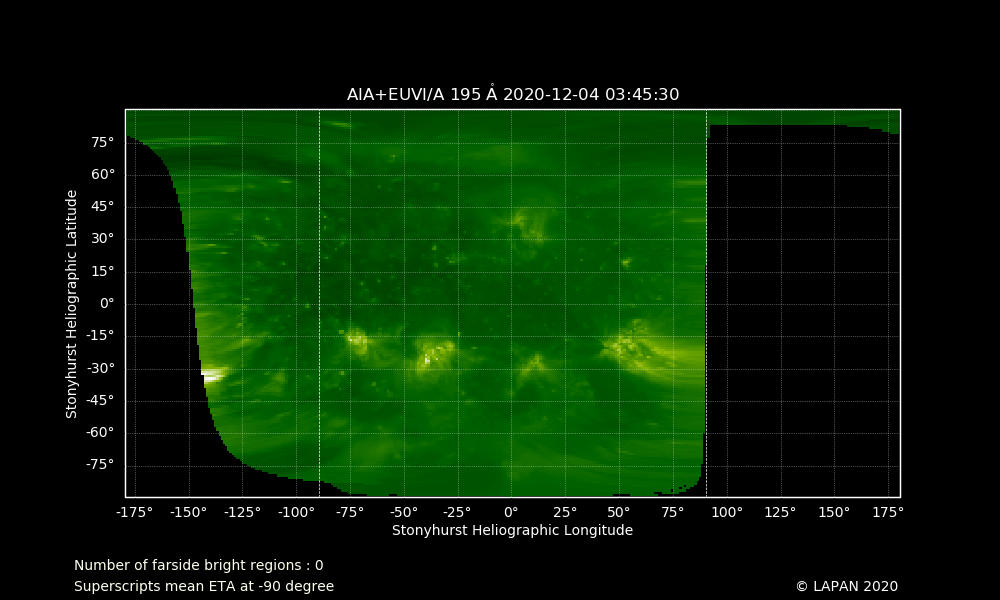 AIA+EUVI/A 195 Å 2020-12-04 03:45:30
75°
60°
45°
30°
15°
0°
-15°
-30°
-45°
-60°
-75°
Stonyhurst Heliographic Latitude
-175° -150° -125° -100° -75° -50° -25° 0° 25° 50° 75° 100° 125° 150° 175°
Stonyhurst Heliographic Longitude
Number of farside bright regions : 0
Superscripts mean ETA at -90 degree
© LAPAN 2020